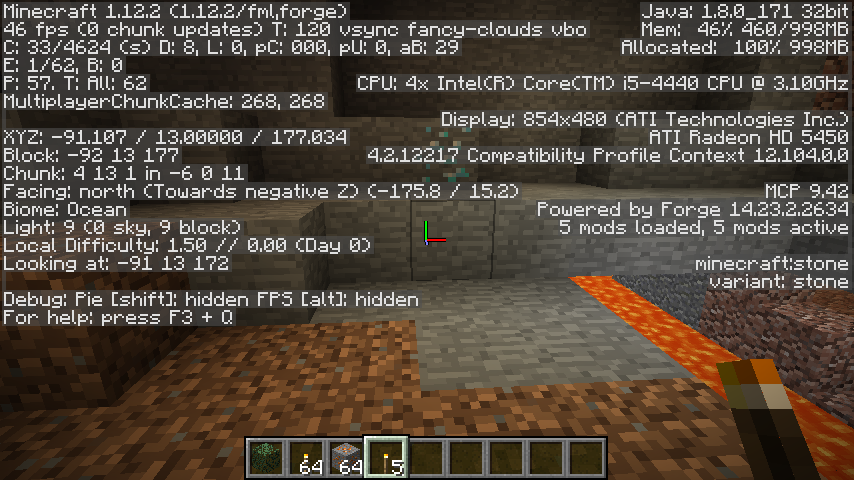 Minecraft 1.12.2 (1.12.2/fml,forge)
46 fps (0 chunk updates) T: 120 vsync fancy-clouds vbo
C: 33/4624 (s) D: 8, L: 0, pC: 000, pU: 0, aB: 29
E: 1/62, B: 0
P: 57. T: All: 62
MultiplayerChunkCache: 268, 268
XYZ: -91.107 / 13.00000 / 177.034
Block: -92 13 177
Chunk: 4 13 1 in -6 0 11
Facing: north (Towards negative Z) (-175.8 / 15.2)
Biome: Ocean
Light: 9 (0 sky, 9 block)
Local Difficulty: 1.50 // 0.00 (Day 0)
Looking at: -91 13 172
Debug: Pie [shift]: hidden FPS [alt]: hidden
For help: press F3 + Q
Java: 1.8.0_171 32bit
Mem: 46% 460/998MB
Allocated: 100% 998MB
CPU: 4x Intel(R) Core(TM) i5-4440 CPU @ 3.10GHz
Display: 854x480 (ATI Technologies Inc.)
ATI Radeon HD 5450
4.2.12217 Compatibility Profile Context 12.104.0.0
MCP 9.42
Powered by Forge 14.23.2.2634
5 mods loaded, 5 mods active
minecraft:stone
variant: stone
64 64 5